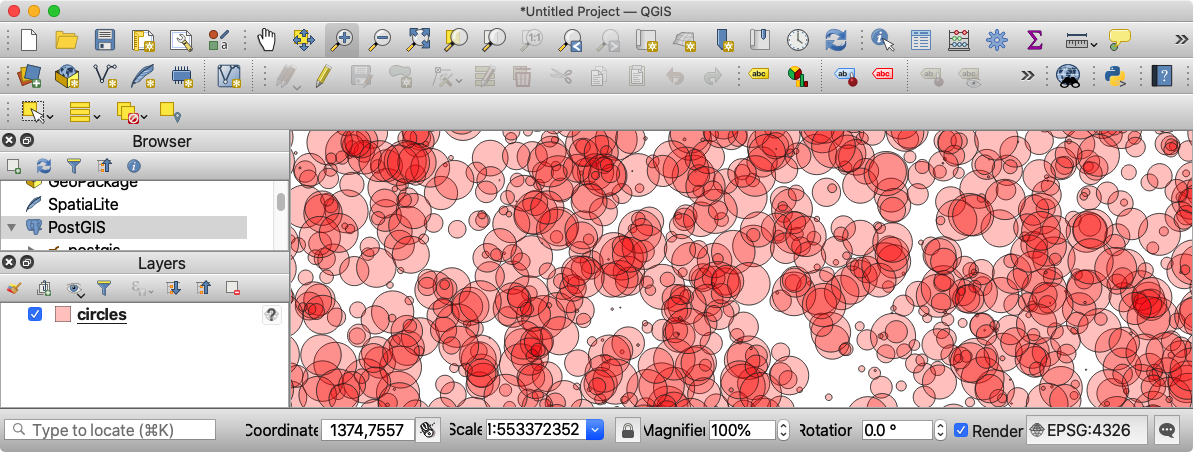 *Untitled Project — QGIS
Browser
GeoPackage
SpatiaLite
PostGIS
postgis
Layers
circles
Type to locate (⌘K)
Coordinate 1374,7557 Scale 1:553372352 Magnifier 100% Rotation 0.0 ° Render EPSG:4326